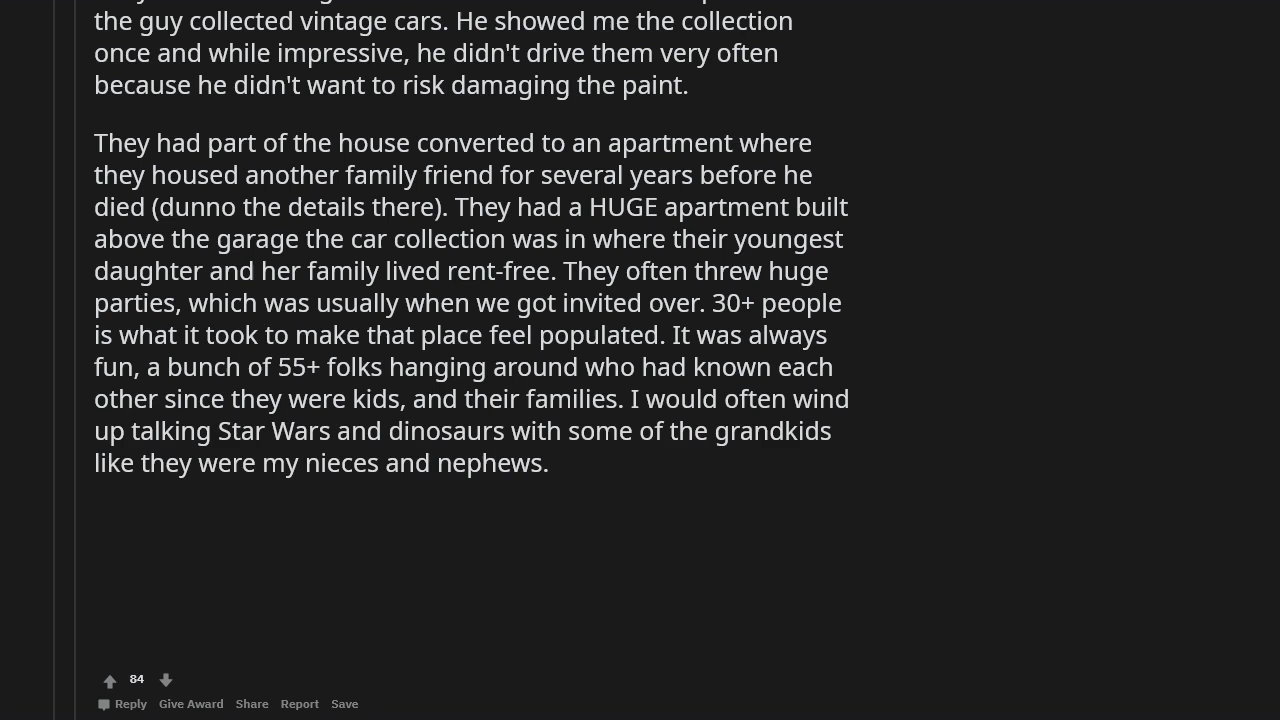 the guy collected vintage cars. He showed me the collection
once and while impressive, he didn't drive them very often
because he didn't want to risk damaging the paint.
They had part of the house converted to an apartment where
they housed another family friend for several years before he
died (dunno the details there). They had a HUGE apartment built
above the garage the car collection was in where their youngest
daughter and her family lived rent-free. They often threw huge
parties, which was usually when we got invited over. 30+ people
is what it took to make that place feel populated. It was always
fun, a bunch of 55+ folks hanging around who had known each
other since they were kids, and their families. I would often wind
up talking Star Wars and dinosaurs with some of the grandkids
like they were my nieces and nephews.
84
Reply Give Award Share Report Save